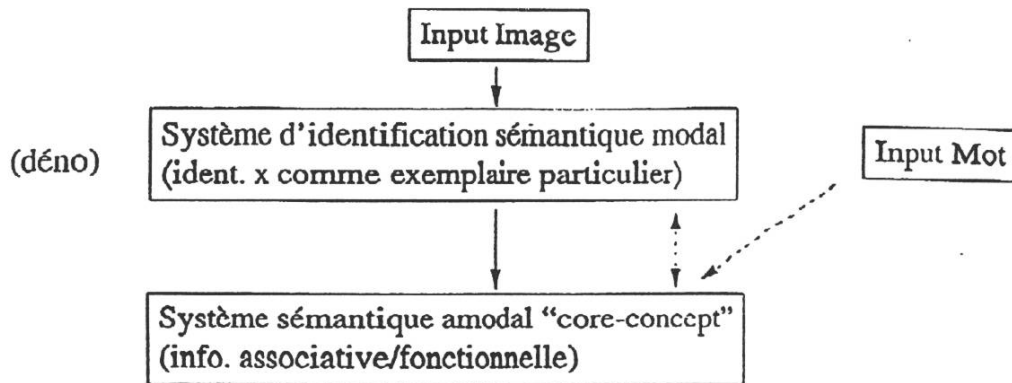 Input Image
Système d'identification sémantique modal
(ident. x comme exemplaire particulier)
(déno)
Input Mot
Système sémantique amodal "core-concept"
(info. associative/fonctionnelle)